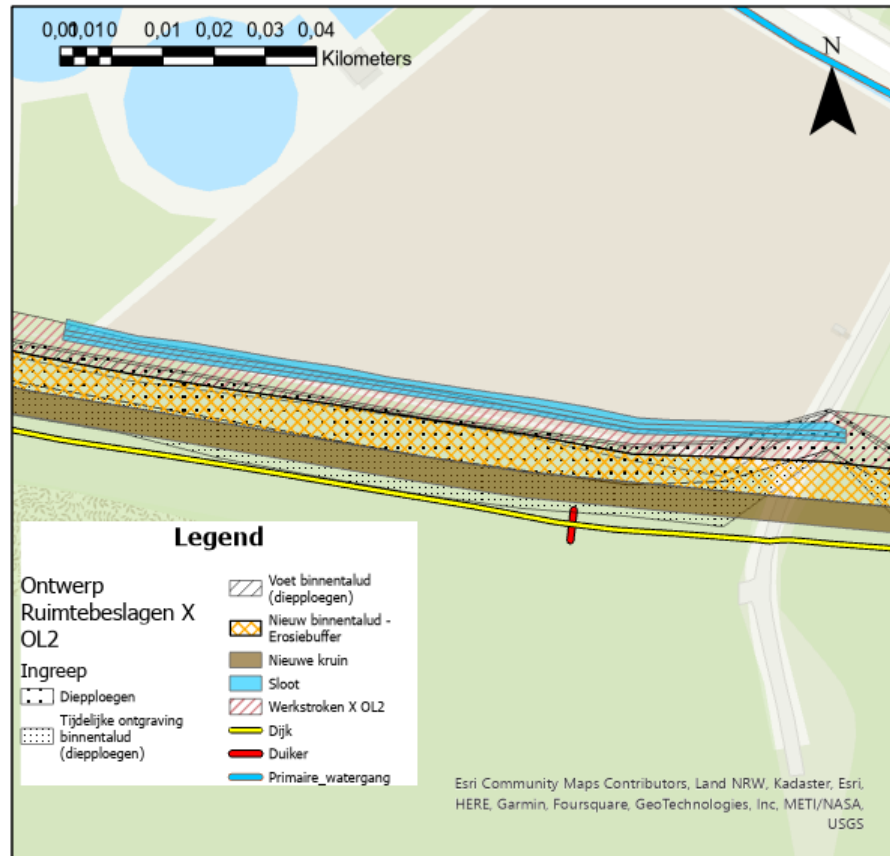 0,00 0,010 0,01 0,02 0,03 0,04
Kilometers
N
Legend
Ontwerp
Ruimtebeslagen X
OL2
Ingreep
Diepploegen
Tijdelijke ontgraving
binnentalud
(diepploegen)
Voet binnentalud
(diepploegen)
Nieuw binnentalud -
Erosiebuffer
Nieuwe kruin
Sloot
Werkstroken X OL2
Dijk
Duiker
Primaire_watergang
Esri Community Maps Contributors, Land NRW, Kadaster, Esri,
HERE, Garmin, Foursquare, GeoTechnologies, Inc, METI/NASA,
USGS